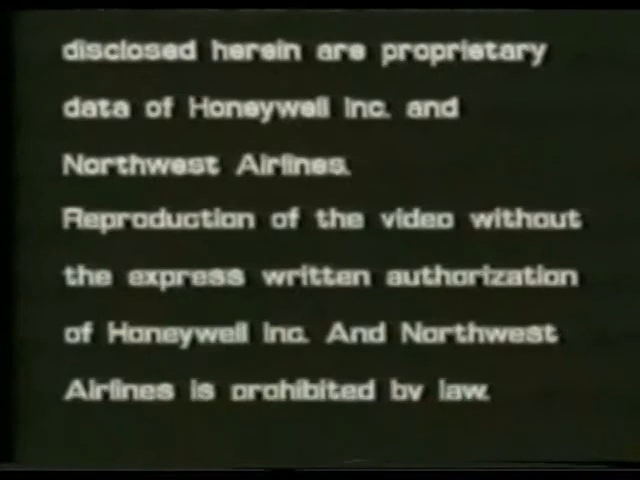 disclosed herein are proprietary
data of Honeywell Inc. and
Northwest Airlines.
Reproduction of the video without
the express written authorization
of Honeywell Inc. And Northwest
Airlines is prohibited by law.